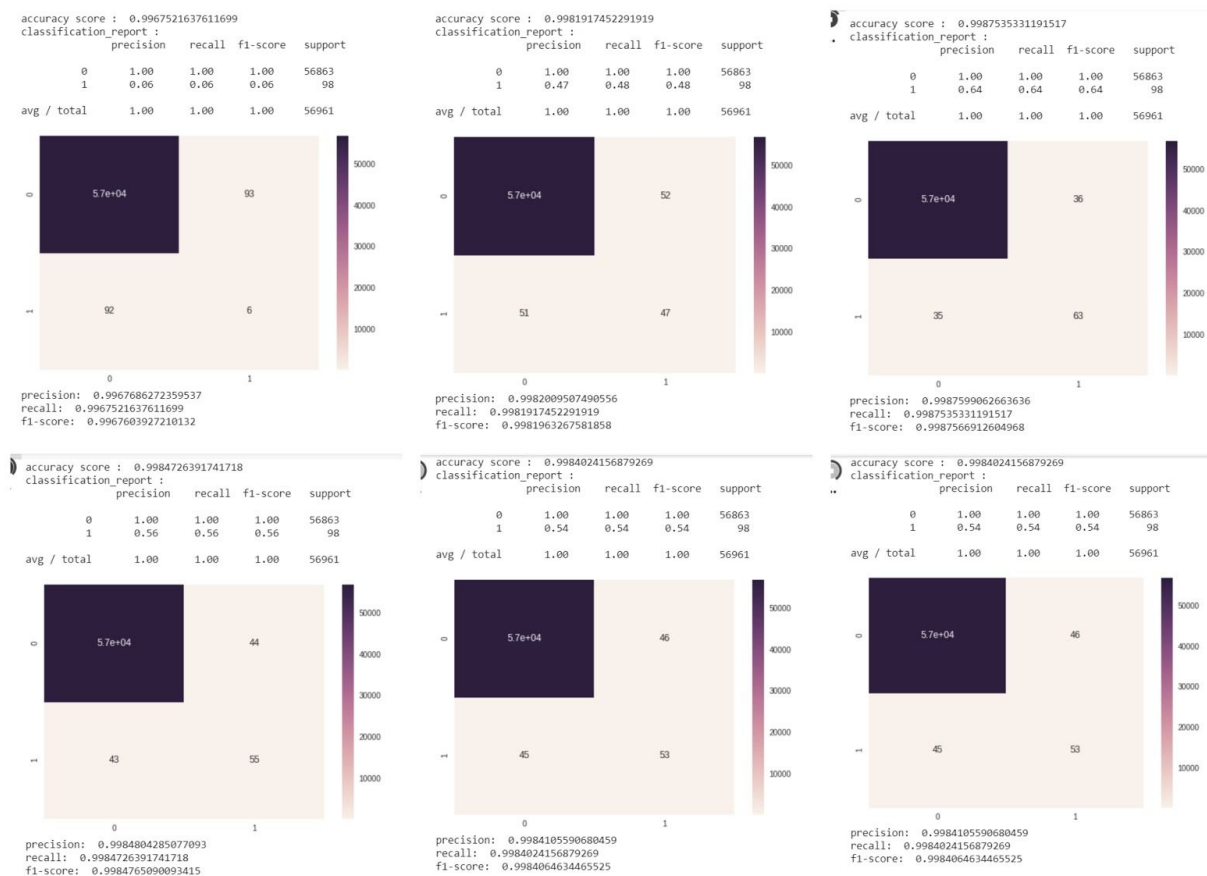 accuracy score :  0.9967521637611699
classification_report :
precision    recall  f1-score   support
0       1.00      1.00      1.00     56863
1       0.06      0.06      0.06        98
avg / total       1.00      1.00      1.00     56961
50000
40000
30000
20000
10000
0
5.7e+04
93
1
92
6
0
1
precision:  0.9967686272359537
recall:  0.9967521637611699
f1-score:  0.9967603927210132
accuracy score :  0.9981917452291919
classification_report :
precision    recall  f1-score   support
0       1.00      1.00      1.00     56863
1       0.47      0.48      0.48        98
avg / total       1.00      1.00      1.00     56961
50000
40000
30000
20000
10000
0
5.7e+04
52
1
51
47
0
1
precision:  0.9982009507490556
recall:  0.9981917452291919
f1-score:  0.9981963267581858
accuracy score :  0.9987535331191517
classification_report :
precision    recall  f1-score   support
0       1.00      1.00      1.00     56863
1       0.64      0.64      0.64        98
avg / total       1.00      1.00      1.00     56961
50000
40000
30000
20000
10000
0
5.7e+04
36
1
35
63
0
1
precision:  0.9987599062663636
recall:  0.9987535331191517
f1-score:  0.9987566912604968
accuracy score :  0.9984726391741718
classification_report :
precision    recall  f1-score   support
0       1.00      1.00      1.00     56863
1       0.56      0.56      0.56        98
avg / total       1.00      1.00      1.00     56961
50000
40000
30000
20000
10000
0
5.7e+04
44
1
43
55
0
1
precision:  0.9984804285077093
recall:  0.9984726391741718
f1-score:  0.9984765090093415
accuracy score :  0.9984024156879269
classification_report :
precision    recall  f1-score   support
0       1.00      1.00      1.00     56863
1       0.54      0.54      0.54        98
avg / total       1.00      1.00      1.00     56961
50000
40000
30000
20000
10000
0
5.7e+04
46
1
45
53
0
1
precision:  0.9984105590680459
recall:  0.9984024156879269
f1-score:  0.9984064634465525
accuracy score :  0.9984024156879269
classification_report :
precision    recall  f1-score   support
0       1.00      1.00      1.00     56863
1       0.54      0.54      0.54        98
avg / total       1.00      1.00      1.00     56961
50000
40000
30000
20000
10000
0
5.7e+04
46
1
45
53
0
1
precision:  0.9984105590680459
recall:  0.9984024156879269
f1-score:  0.9984064634465525